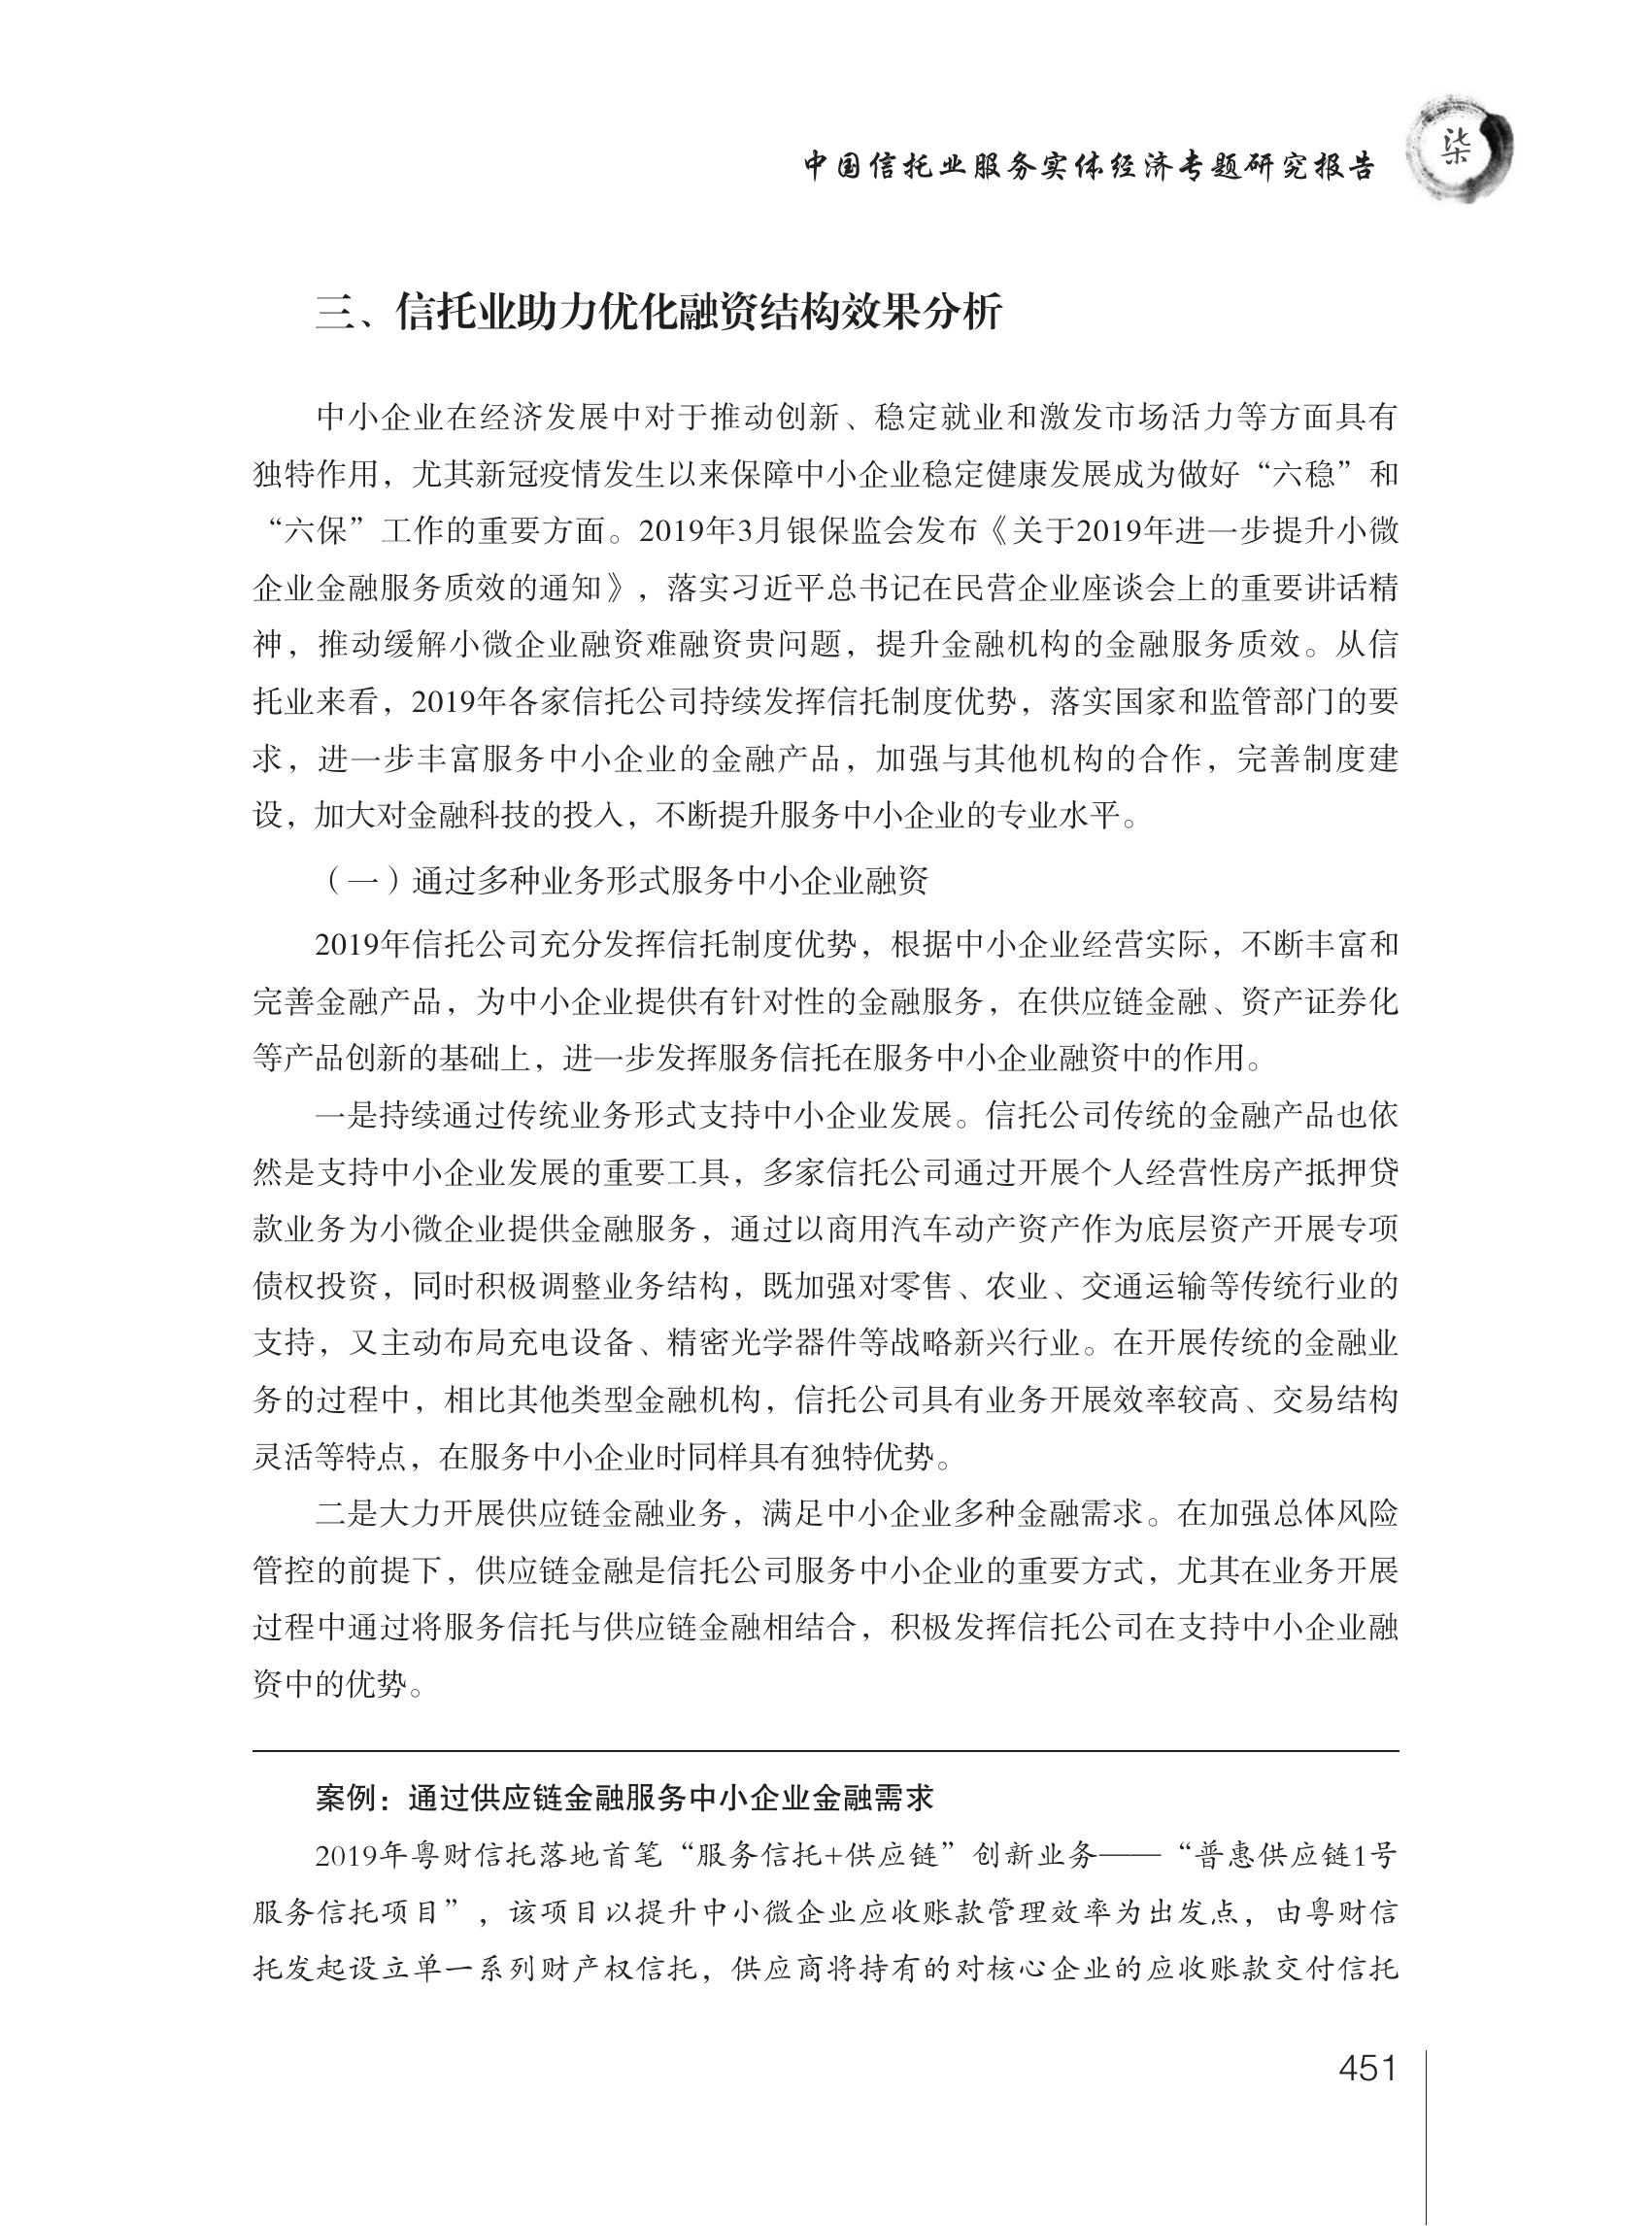 中国信托业服务实体经济专题研究报告
柒
三、信托业助力优化融资结构效果分析
中小企业在经济发展中对于推动创新、稳定就业和激发市场活力等方面具有
独特作用，尤其新冠疫情发生以来保障中小企业稳定健康发展成为做好“六稳”和
“六保”工作的重要方面。2019年3月银保监会发布《关于2019年进一步提升小微
企业金融服务质效的通知》，落实习近平总书记在民营企业座谈会上的重要讲话精
神，推动缓解小微企业融资难融资贵问题，提升金融机构的金融服务质效。从信
托业来看，2019年各家信托公司持续发挥信托制度优势，落实国家和监管部门的要
求，进一步丰富服务中小企业的金融产品，加强与其他机构的合作，完善制度建
设，加大对金融科技的投入，不断提升服务中小企业的专业水平。
（一）通过多种业务形式服务中小企业融资
2019年信托公司充分发挥信托制度优势，根据中小企业经营实际，不断丰富和
完善金融产品，为中小企业提供有针对性的金融服务，在供应链金融、资产证券化
等产品创新的基础上，进一步发挥服务信托在服务中小企业融资中的作用。
一是持续通过传统业务形式支持中小企业发展。信托公司传统的金融产品也依
然是支持中小企业发展的重要工具，多家信托公司通过开展个人经营性房产抵押贷
款业务为小微企业提供金融服务，通过以商用汽车动产资产作为底层资产开展专项
债权投资，同时积极调整业务结构，既加强对零售、农业、交通运输等传统行业的
支持，又主动布局充电设备、精密光学器件等战略新兴行业。在开展传统的金融业
务的过程中，相比其他类型金融机构，信托公司具有业务开展效率较高、交易结构
灵活等特点，在服务中小企业时同样具有独特优势。
二是大力开展供应链金融业务，满足中小企业多种金融需求。在加强总体风险
管控的前提下，供应链金融是信托公司服务中小企业的重要方式，尤其在业务开展
过程中通过将服务信托与供应链金融相结合，积极发挥信托公司在支持中小企业融
资中的优势。
案例：通过供应链金融服务中小企业金融需求
2019年粤财信托落地首笔“服务信托+供应链”创新业务——“普惠供应链1号
服务信托项目”，该项目以提升中小微企业应收账款管理效率为出发点，由粤财信
托发起设立单一系列财产权信托，供应商将持有的对核心企业的应收账款交付信托
451